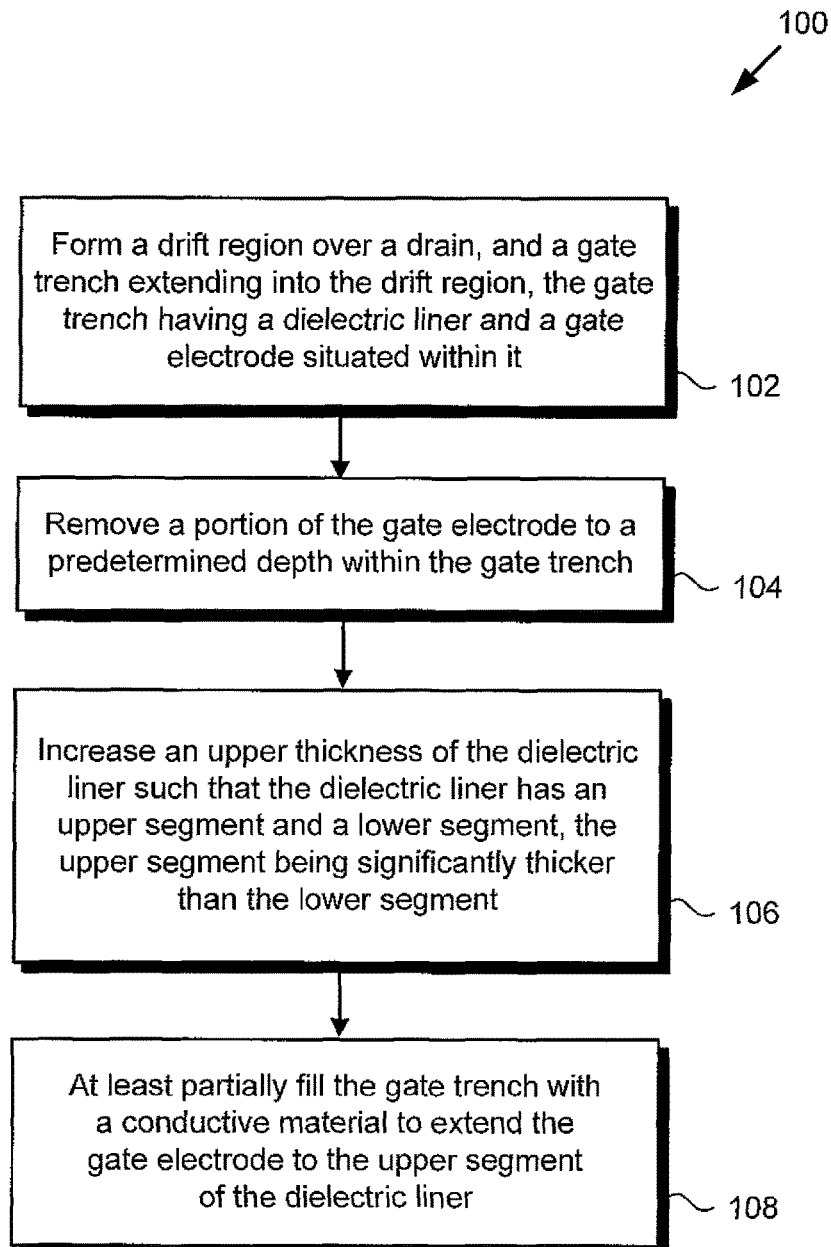 100
Form a drift region over a drain, and a gate
trench extending into the drift region, the gate
trench having a dielectric liner and a gate
electrode situated within it
102
Remove a portion of the gate electrode to a
predetermined depth within the gate trench
104
Increase an upper thickness of the dielectric
liner such that the dielectric liner has an
upper segment and a lower segment, the
upper segment being significantly thicker
than the lower segment
106
At least partially fill the gate trench with
a conductive material to extend the
gate electrode to the upper segment
of the dielectric liner
108